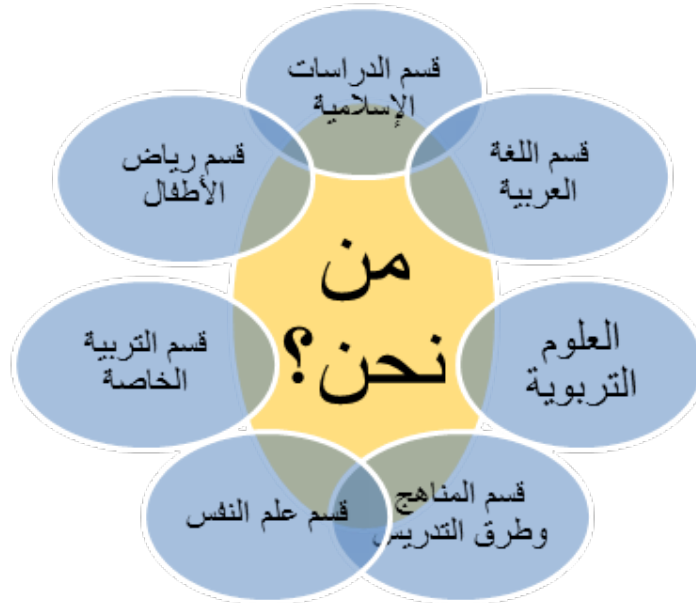 قسم الدراسات
الإسلامية
قسم اللغة
العربية
العلوم
التربوية
قسم المناهج
وطرق التدريس
قسم علم النفس
قسم التربية
الخاصة
قسم رياض
الأطفال
من
نحن؟